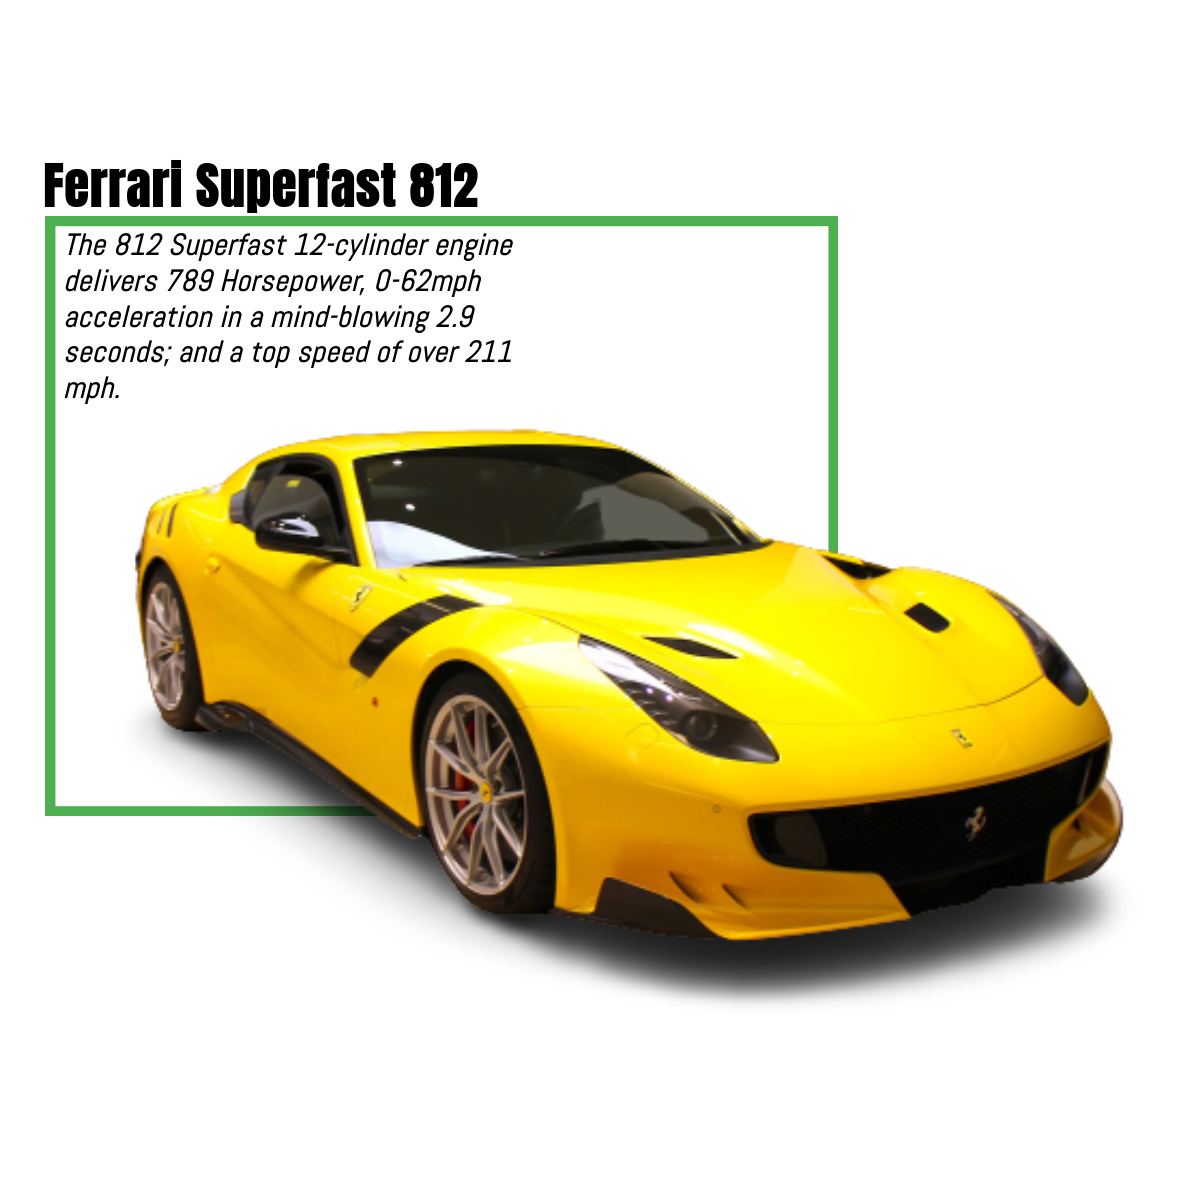 Ferrari Superfast 812
The 812 Superfast 12-cylinder engine
delivers 789 Horsepower, 0-62mph
acceleration in a mind-blowing 2.9
seconds; and a top speed of over 211
mph.